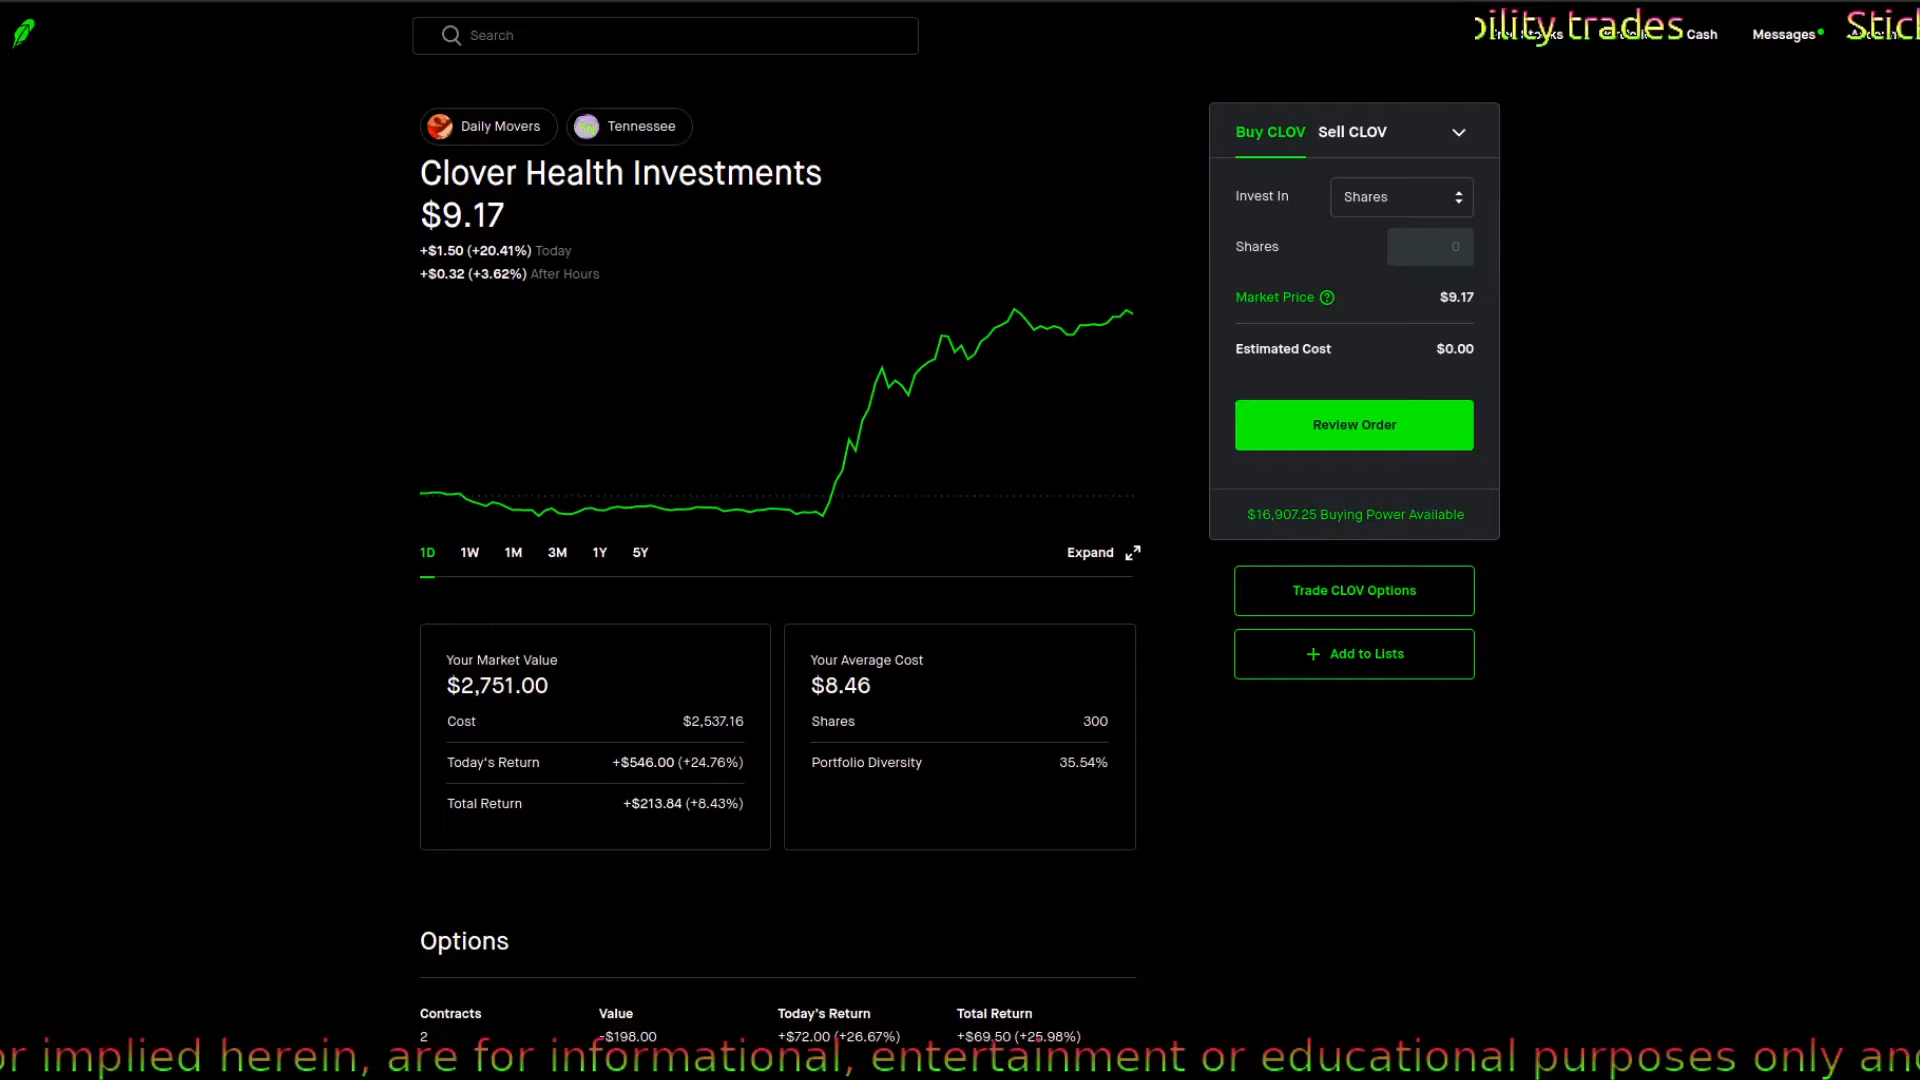 Search
bility trades
Cash
Messages
Daily Movers
Tennessee
Clover Health Investments
$9.17
+$1.50 (+20.41%) Today
+$0.32 (+3.62%) After Hours
1D 1W 1M 3M 1Y 5Y
Expand
Your Market Value
$2,751.00
Cost $2,537.16
Today's Return +$546.00 (+24.76%)
Total Return +$213.84 (+8.43%)
Your Average Cost
$8.46
Shares 300
Portfolio Diversity 35.54%
Options
Contracts Value Today's Return Total Return
2 -$198.00 +$72.00 (+26.67%) +$69.50 (+25.98%)
Buy CLOV Sell CLOV
Invest In Shares
Shares 0
Market Price ? $9.17
Estimated Cost $0.00
Review Order
$16,907.25 Buying Power Available
Trade CLOV Options
+ Add to Lists
or implied herein, are for informational, entertainment or educational purposes only and